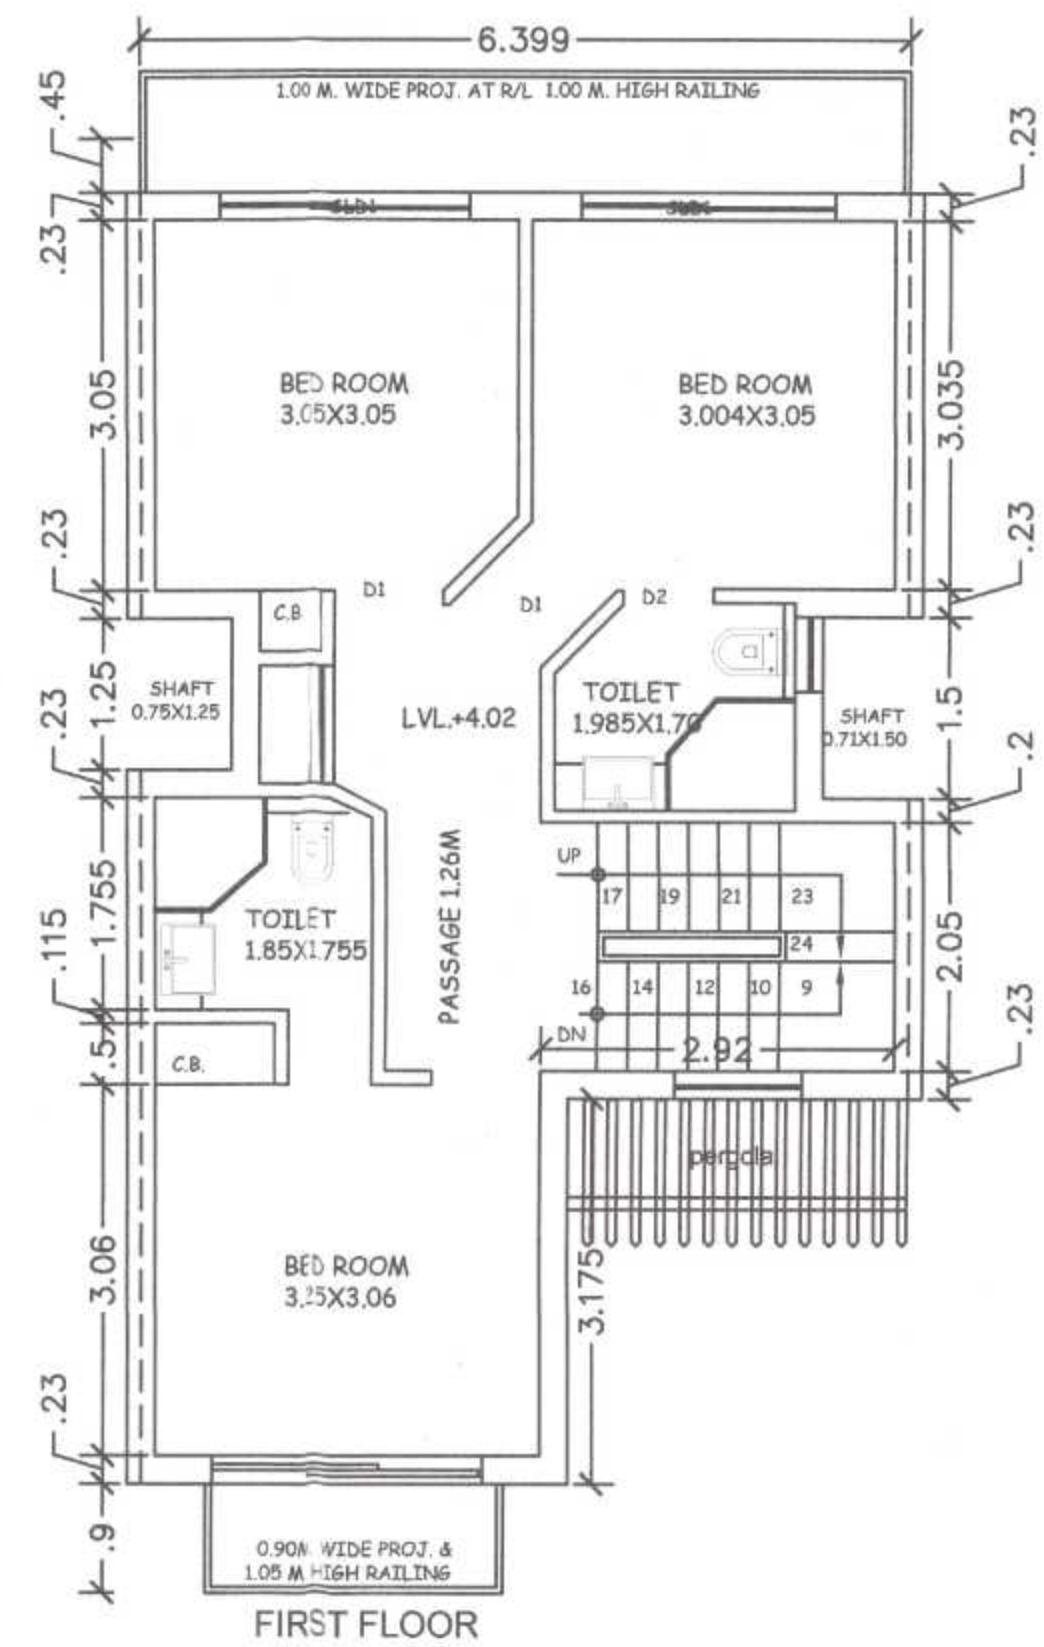 6.399
1.00 M. WIDE PROJ. AT R/L 1.00 M. HIGH RAILING
.45
.23
.23
3.05
BED ROOM
3.05X3.05
BED ROOM
3.004X3.05
3.035
.23
D1
D1
D2
.23
C.B.
1.25
SHAFT
0.75X1.25
LVL.+4.02
TOILET
1.985X1.70
SHAFT
0.71X1.50
1.5
.23
.2
1.755
TOILET
1.85X1.755
PASSAGE 1.26M
UP
17
19
21
23
24
16
14
12
10
9
DN
2.92
2.05
.23
.115
.5
C.B.
pergola
3.06
BED ROOM
3.25X3.06
3.175
.23
.9
0.90M. WIDE PROJ. &
1.05 M HIGH RAILING
FIRST FLOOR